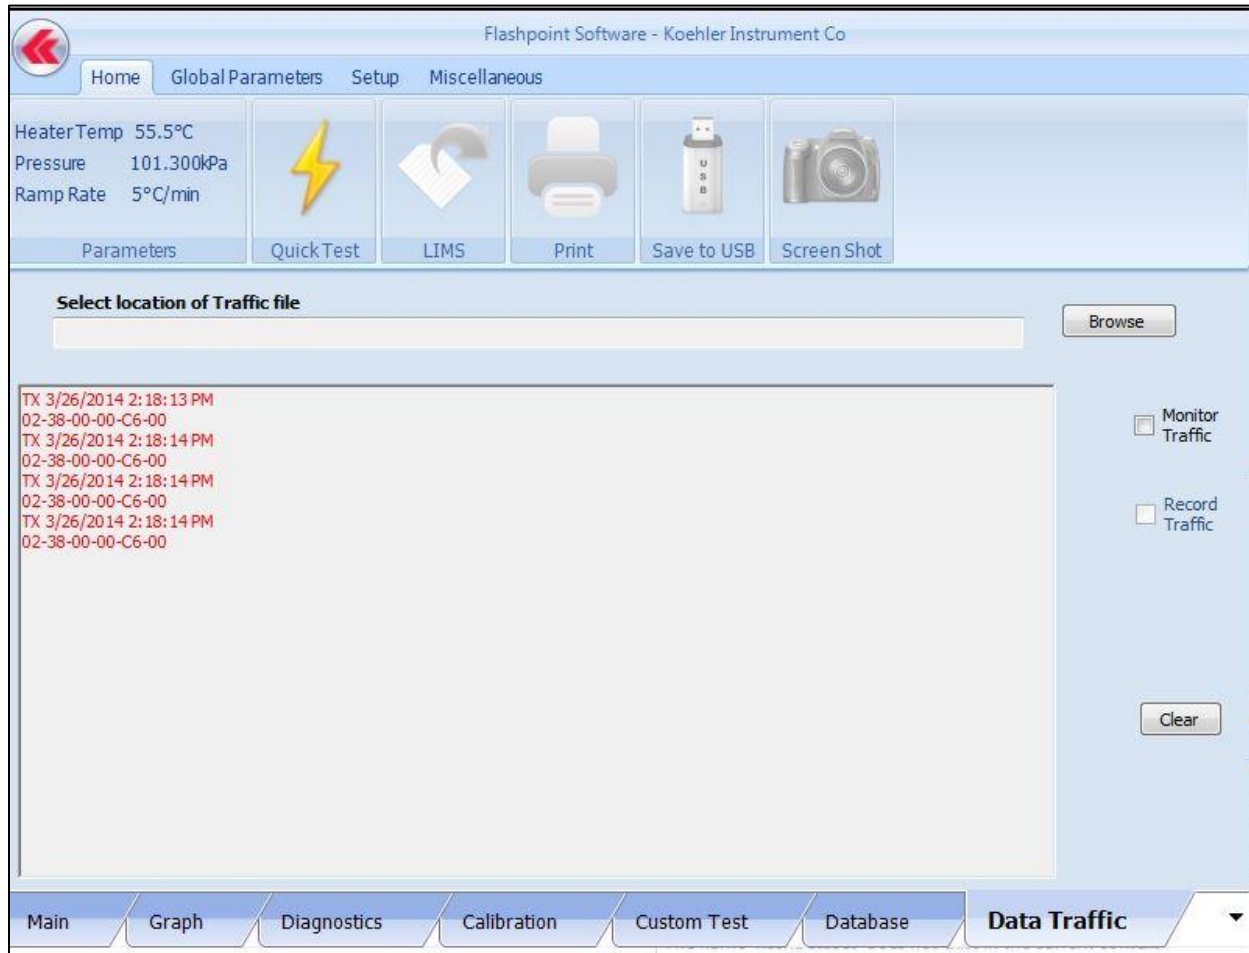 Flashpoint Software - Koehler Instrument Co
Home Global Parameters Setup Miscellaneous
Heater Temp 55.5°C
Pressure 101.300kPa
Ramp Rate 5°C/min
USB
Parameters Quick Test LIMS Print Save to USB Screen Shot
Select location of Traffic file
Browse
TX 3/26/2014 2:18:13 PM
02-38-00-00-C6-00
TX 3/26/2014 2:18:14 PM
02-38-00-00-C6-00
TX 3/26/2014 2:18:14 PM
02-38-00-00-C6-00
TX 3/26/2014 2:18:14 PM
02-38-00-00-C6-00
Monitor
Traffic
Record
Traffic
Clear
Main Graph Diagnostics Calibration Custom Test Database Data Traffic